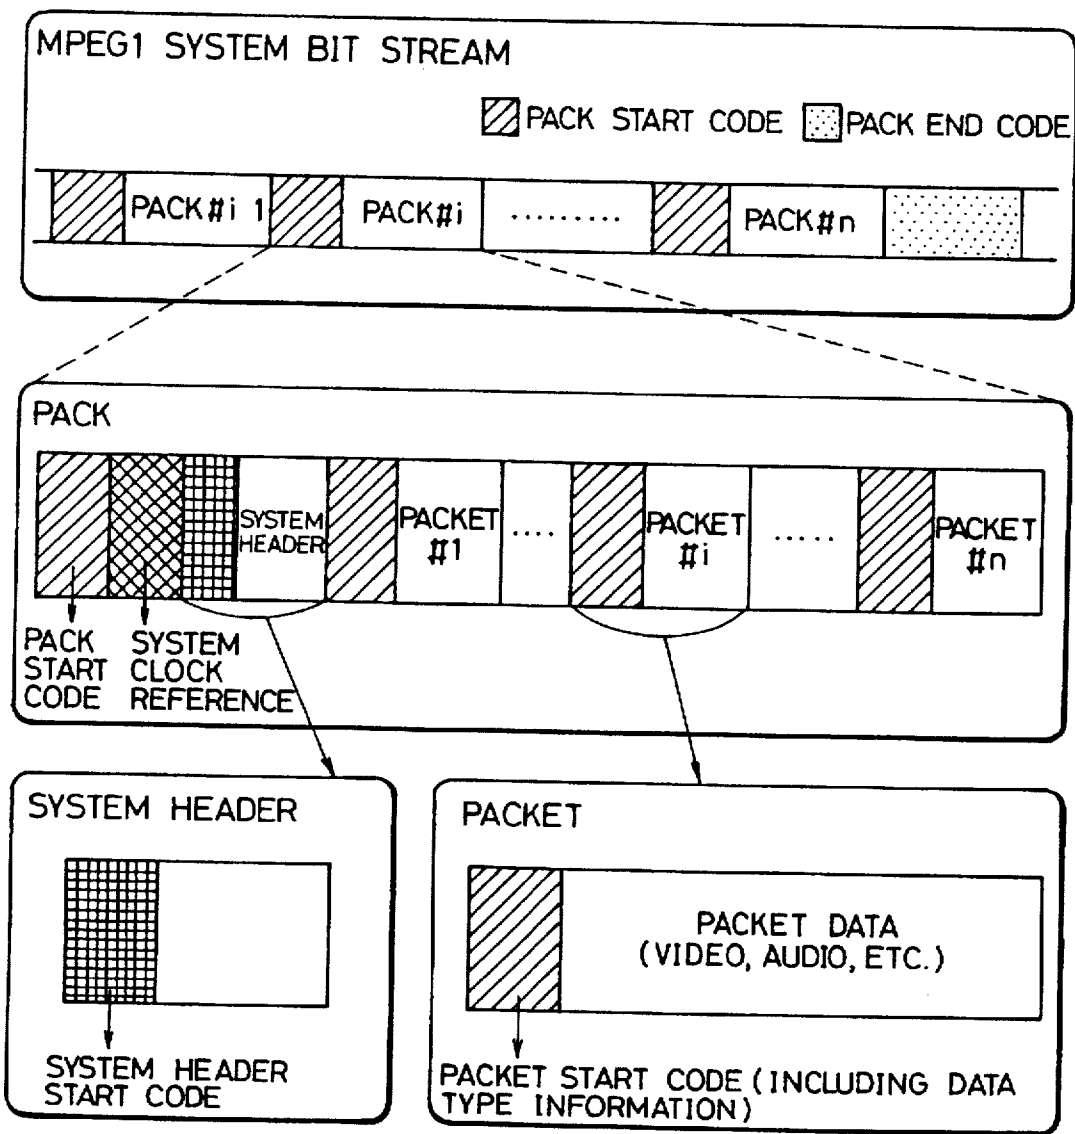 MPEG1 SYSTEM BIT STREAM
PACK START CODE PACK END CODE
PACK#i 1 PACK#i ......... PACK#n
PACK
SYSTEM
HEADER
PACKET
#1
....
PACKET
#i
.....
PACKET
#n
PACK
START
CODE
SYSTEM
CLOCK
REFERENCE
SYSTEM HEADER
SYSTEM HEADER
START CODE
PACKET
PACKET DATA
(VIDEO, AUDIO, ETC.)
PACKET START CODE (INCLUDING DATA
TYPE INFORMATION)